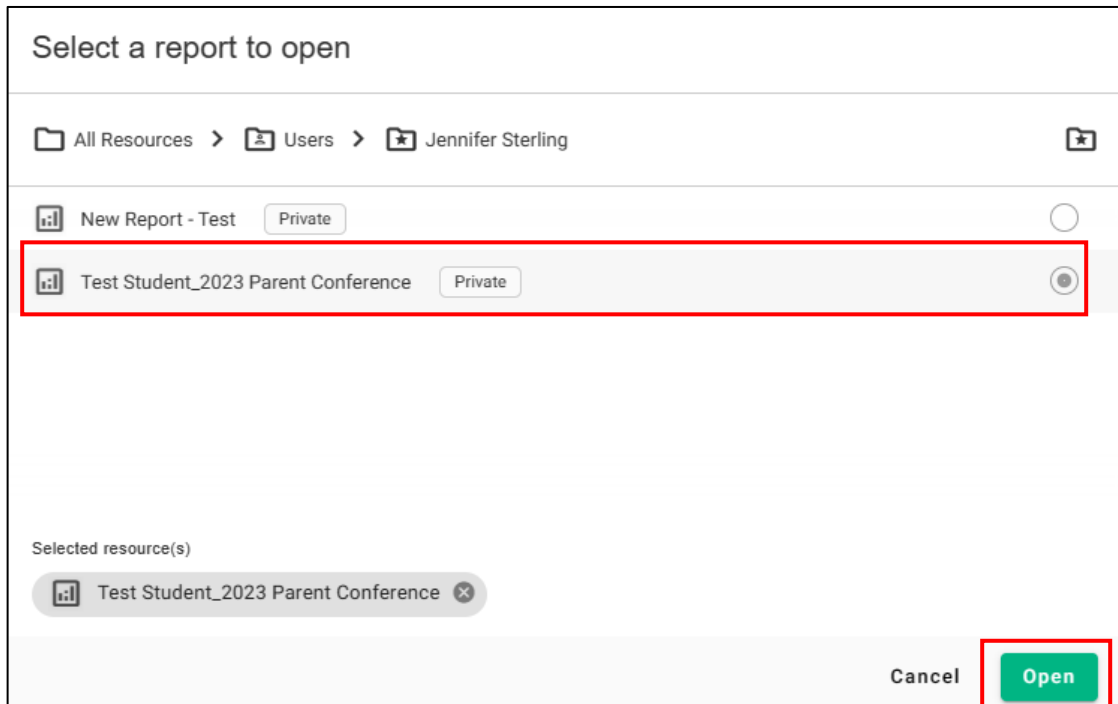 Select a report to open
All Resources > Users > Jennifer Sterling
New Report - Test Private
Test Student_2023 Parent Conference Private
Selected resource(s)
Test Student_2023 Parent Conference
Cancel Open